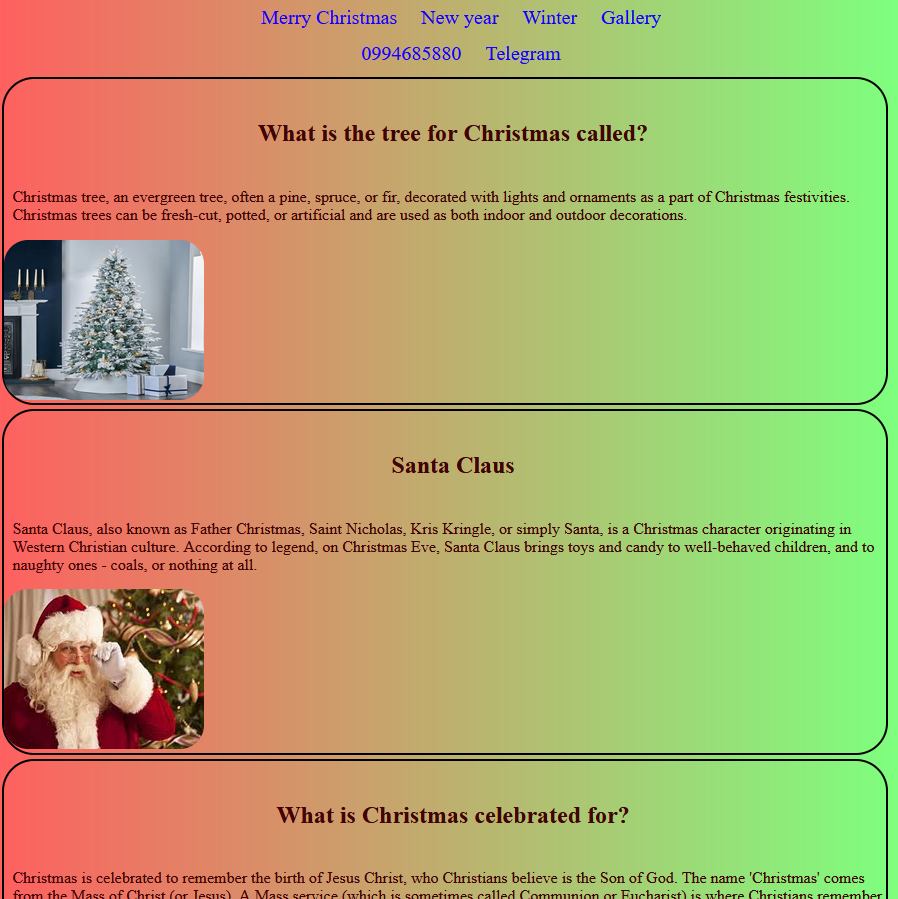 Merry Christmas New year Winter Gallery
0994685880 Telegram
What is the tree for Christmas called?
Christmas tree, an evergreen tree, often a pine, spruce, or fir, decorated with lights and ornaments as a part of Christmas festivities.
Christmas trees can be fresh-cut, potted, or artificial and are used as both indoor and outdoor decorations.
Santa Claus
Santa Claus, also known as Father Christmas, Saint Nicholas, Kris Kringle, or simply Santa, is a Christmas character originating in
Western Christian culture. According to legend, on Christmas Eve, Santa Claus brings toys and candy to well-behaved children, and to
naughty ones - coals, or nothing at all.
What is Christmas celebrated for?
Christmas is celebrated to remember the birth of Jesus Christ, who Christians believe is the Son of God. The name 'Christmas' comes
from the Mass of Christ (or Jesus). A Mass service (which is sometimes called Communion or Eucharist) is where Christians remember